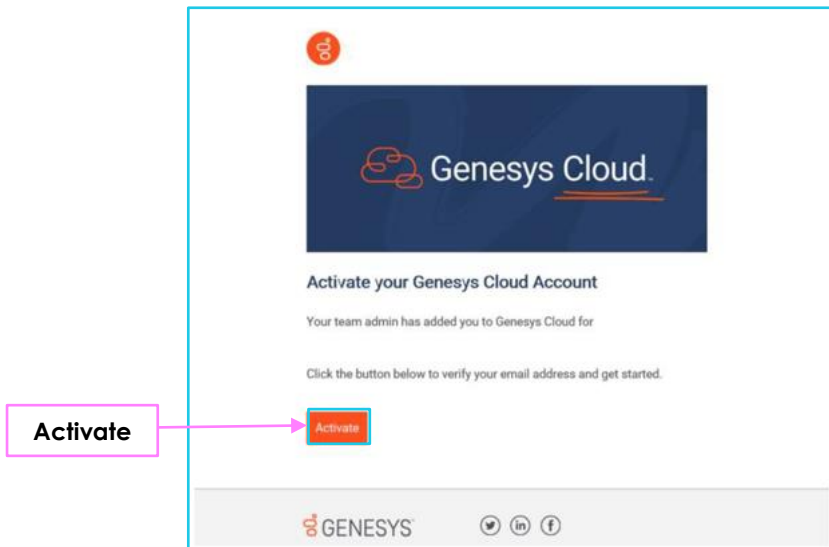 Genesys Cloud
Activate your Genesys Cloud Account
Your team admin has added you to Genesys Cloud for
Click the button below to verify your email address and get started.
Activate
Activate
GENESYS